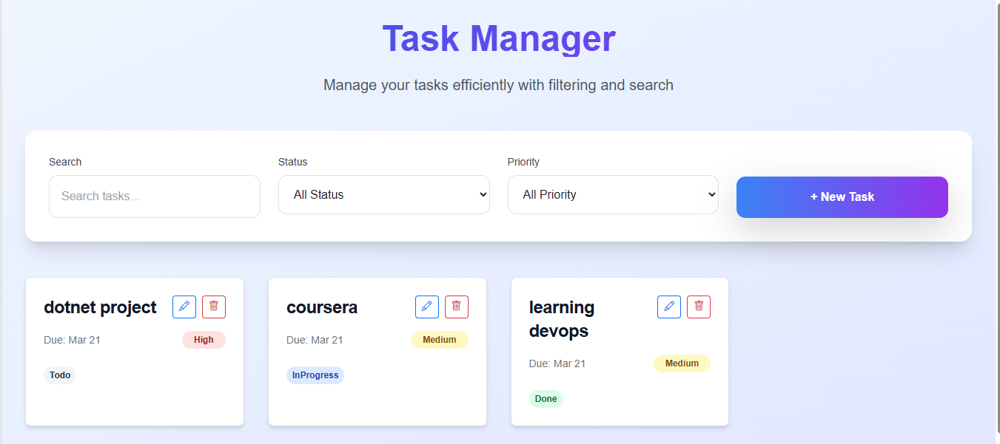 Task Manager
Manage your tasks efficiently with filtering and search
Search
Status
Priority
Search tasks...
All Status
All Priority
+ New Task
dotnet project
Due: Mar 21
High
Todo
coursera
Due: Mar 21
Medium
InProgress
learning
devops
Due: Mar 21
Medium
Done